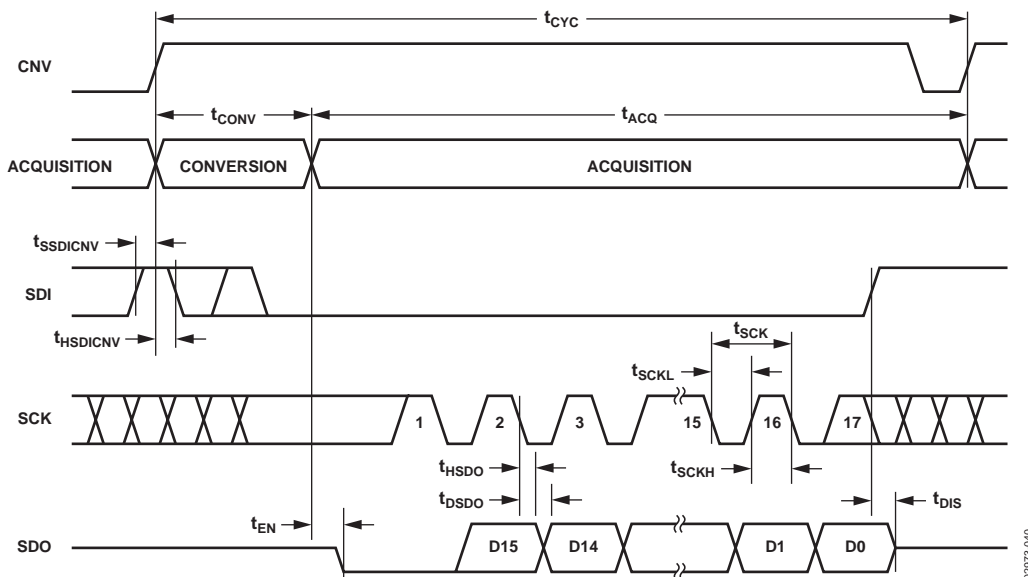 tCYC
CNV
tCONV
tACQ
ACQUISITION
CONVERSION
ACQUISITION
tSSDICNV
SDI
tHSDICNV
tSCK
tSCKL
SCK
1
2
3
15
16
17
tHSDO
tSCKH
tDSDO
tDIS
tEN
SDO
D15
D14
D1
D0